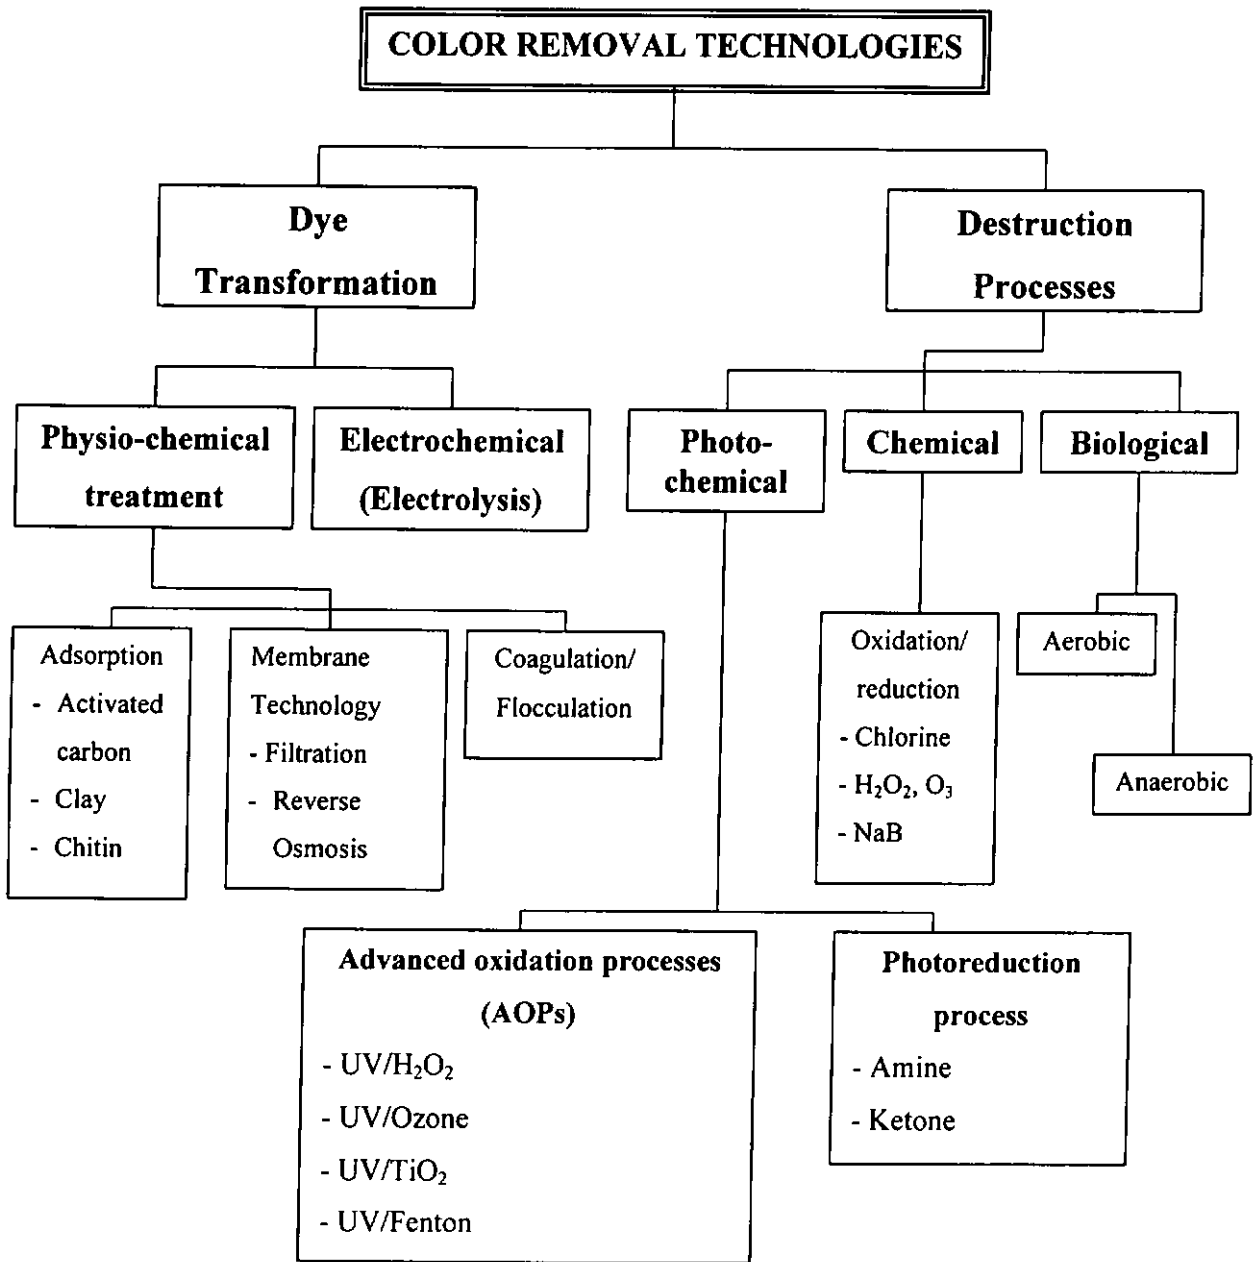 COLOR REMOVAL TECHNOLOGIES
Dye
Transformation
Destruction
Processes
Physio-chemical
treatment
Electrochemical
(Electrolysis)
Photo-
chemical
Chemical
Biological
Adsorption
- Activated
carbon
- Clay
- Chitin
Membrane
Technology
- Filtration
- Reverse
Osmosis
Coagulation/
Flocculation
Oxidation/
reduction
- Chlorine
- H₂O₂, O₃
- NaB
Aerobic
Anaerobic
Advanced oxidation processes
(AOPs)
- UV/H₂O₂
- UV/Ozone
- UV/TiO₂
- UV/Fenton
Photoreduction
process
- Amine
- Ketone